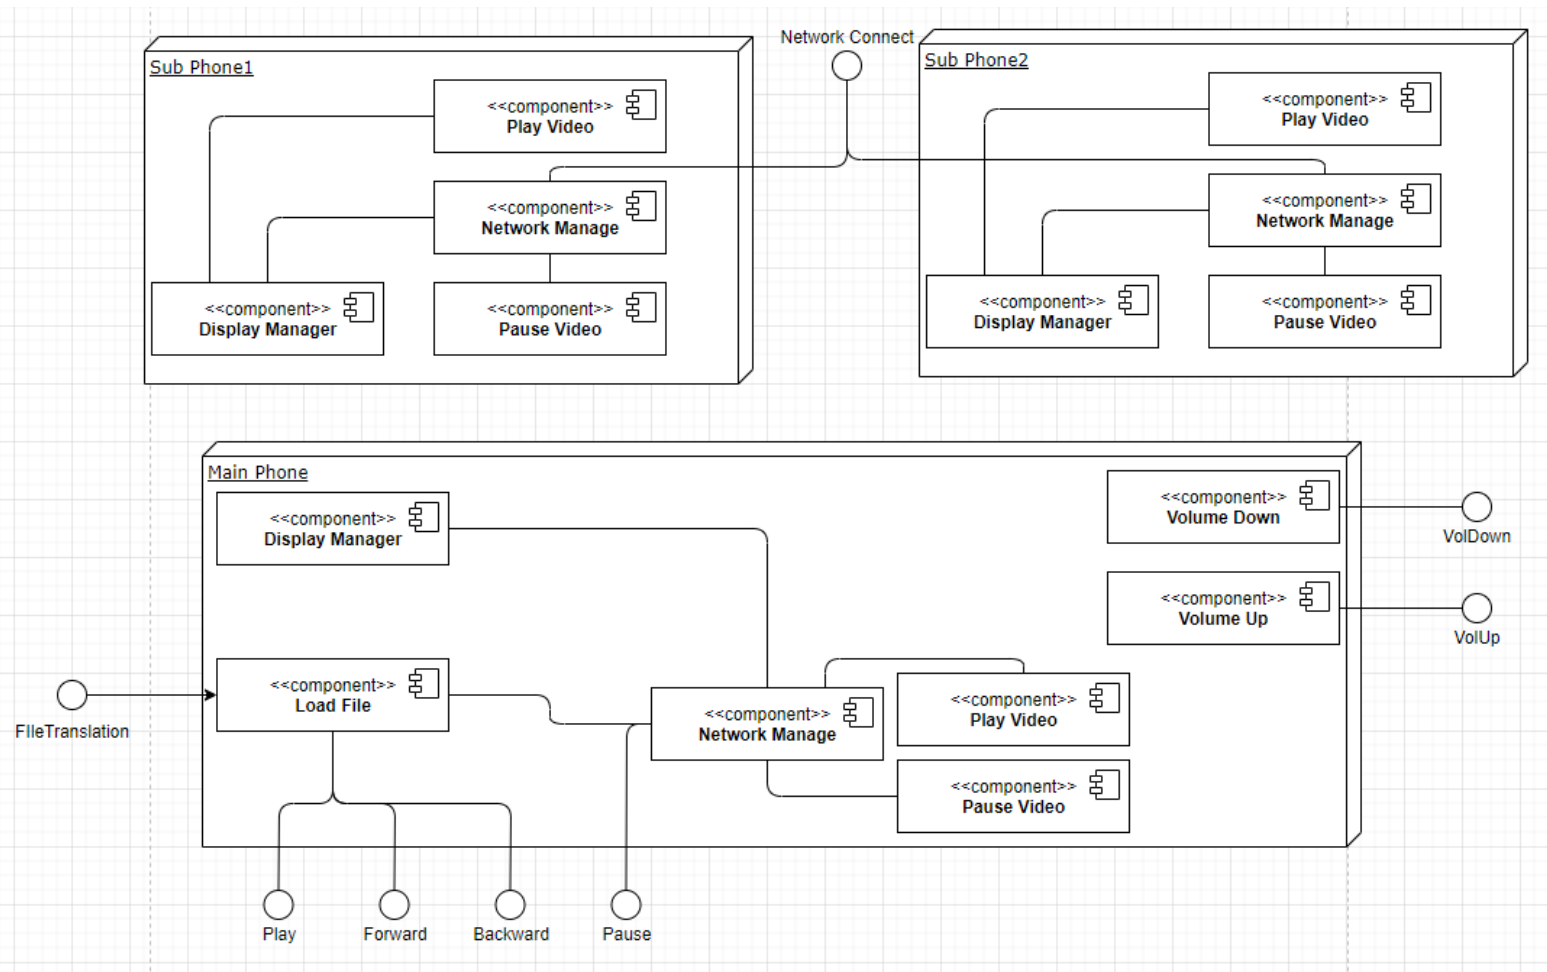 Network Connect
Sub Phone1
<<component>>
Play Video
<<component>>
Network Manage
<<component>>
Display Manager
<<component>>
Pause Video
Sub Phone2
<<component>>
Play Video
<<component>>
Network Manage
<<component>>
Display Manager
<<component>>
Pause Video
Main Phone
<<component>>
Display Manager
<<component>>
Volume Down
VolDown
<<component>>
Volume Up
VolUp
FIleTranslation
<<component>>
Load File
<<component>>
Network Manage
<<component>>
Play Video
<<component>>
Pause Video
Play
Forward
Backward
Pause